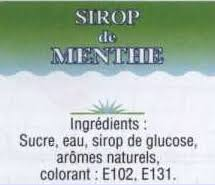 SIROP
de
MENTHE
Ingrédients :
Sucre, eau, sirop de glucose,
arômes naturels,
colorant : E102, E131.